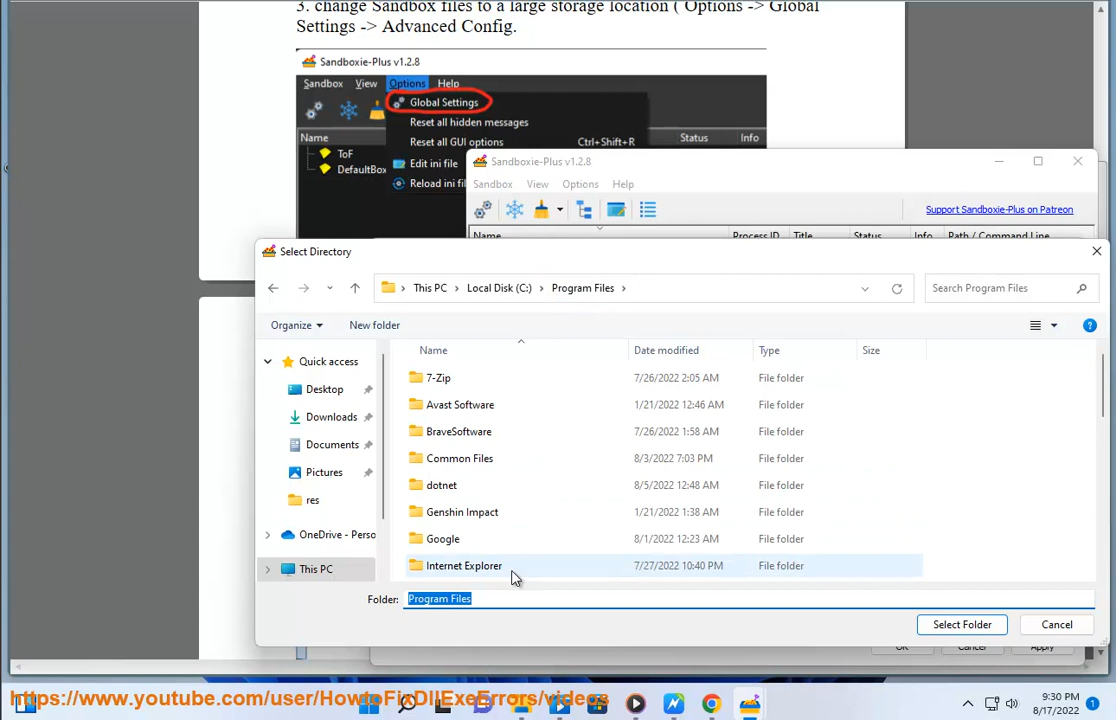 3. change Sandbox files to a large storage location ( Options -> Global
Settings -> Advanced Config.
Sandboxie-Plus v1.2.8
Sandbox View Options Help
Global Settings
Reset all hidden messages
Reset all GUI options Ctrl+Shift+R
Edit ini file
Reload ini fil
Name Status Info
ToF
DefaultBox
Sandboxie-Plus v1.2.8
Sandbox View Options Help
Support Sandboxie-Plus on Patreon
Name Process ID Title Status Info Path / Command Line
Select Directory
This PC > Local Disk (C:) > Program Files >
Search Program Files
Organize New folder
Name Date modified Type Size
Quick access
Desktop
Downloads
Documents
Pictures
res
OneDrive - Perso
This PC
7-Zip 7/26/2022 2:05 AM File folder
Avast Software 1/21/2022 12:46 AM File folder
BraveSoftware 7/26/2022 1:58 AM File folder
Common Files 8/3/2022 7:03 PM File folder
dotnet 8/5/2022 12:48 AM File folder
Genshin Impact 1/21/2022 1:38 AM File folder
Google 8/1/2022 12:23 AM File folder
Internet Explorer 7/27/2022 10:40 PM File folder
Folder: Program Files
Select Folder Cancel
OK Cancel Apply
https://www.youtube.com/user/HowtoFixDllExeErrors/videos
9:30 PM
8/17/2022
1